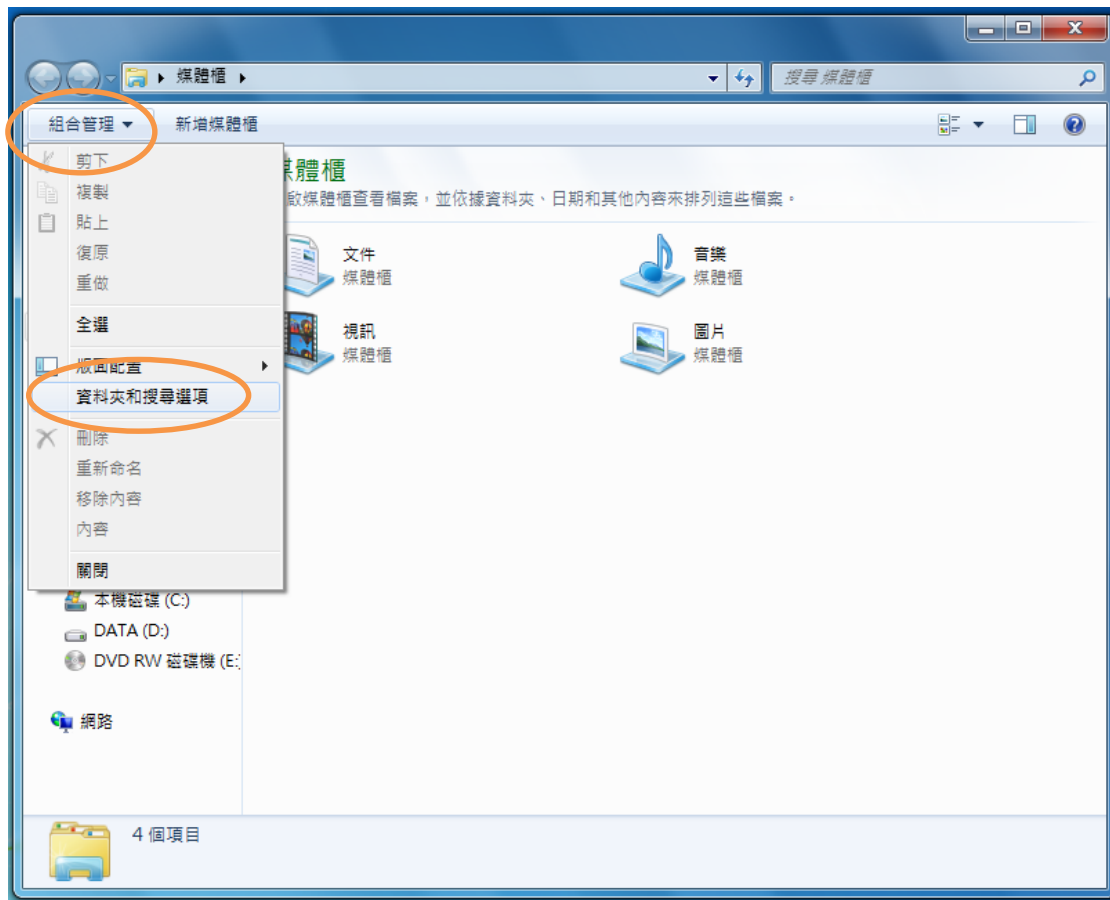 媒體櫃
搜尋 媒體櫃
組合管理
新增媒體櫃
剪下
複製
貼上
復原
重做
全選
版面配置
資料夾和搜尋選項
刪除
重新命名
移除內容
內容
關閉
體櫃
啟媒體櫃查看檔案，並依據資料夾、日期和其他內容來排列這些檔案。
文件
媒體櫃
音樂
媒體櫃
視訊
媒體櫃
圖片
媒體櫃
本機磁碟 (C:)
DATA (D:)
DVD RW 磁碟機 (E:
網路
4 個項目